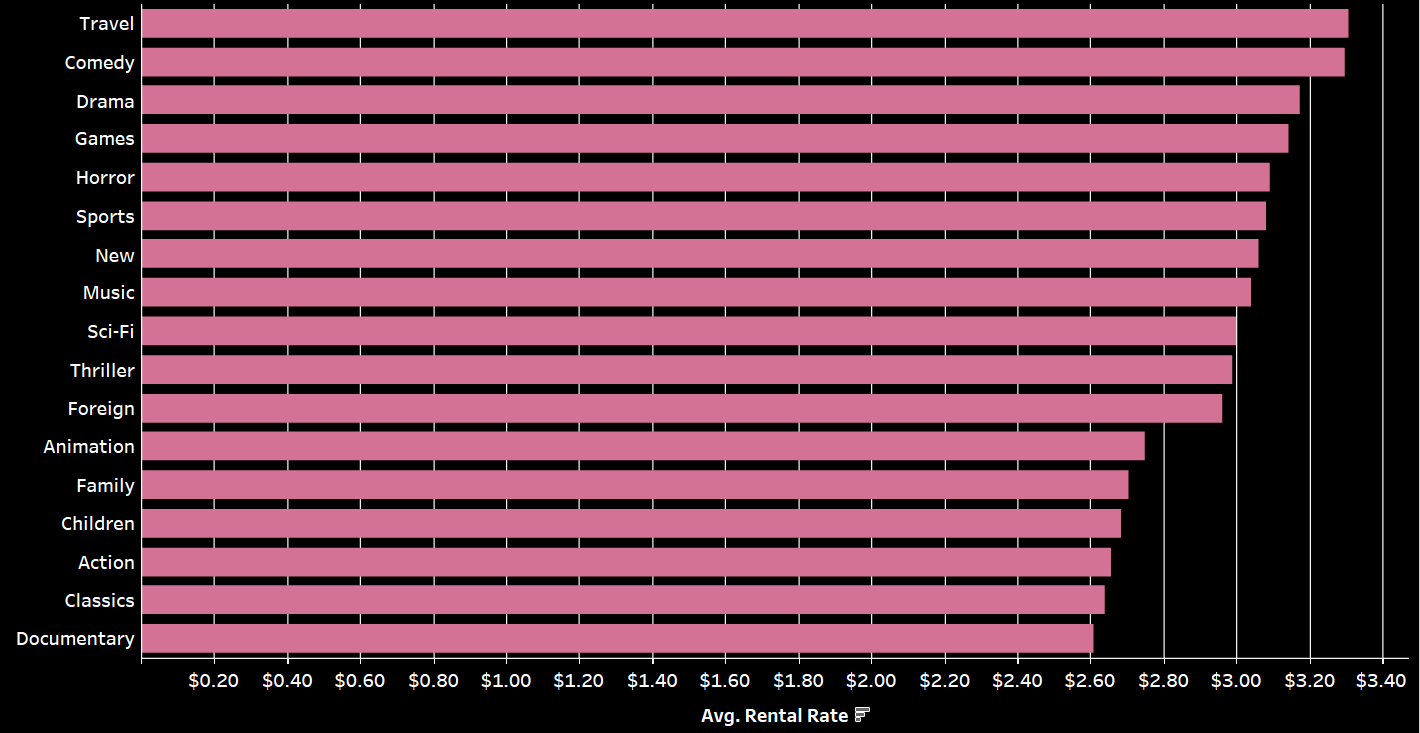 Travel
Comedy
Drama
Games
Horror
Sports
New
Music
Sci-Fi
Thriller
Foreign
Animation
Family
Children
Action
Classics
Documentary
$0.20 $0.40 $0.60 $0.80 $1.00 $1.20 $1.40 $1.60 $1.80 $2.00 $2.20 $2.40 $2.60 $2.80 $3.00 $3.20 $3.40
Avg. Rental Rate